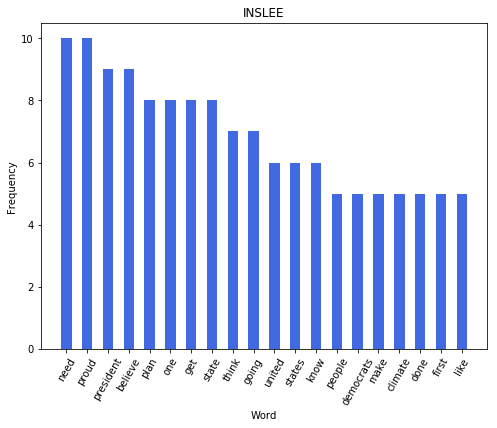 INSLEE
10
8
6
4
2
0
Frequency
need proud president believe plan one get state think going united states know people democrats make climate done first like
Word